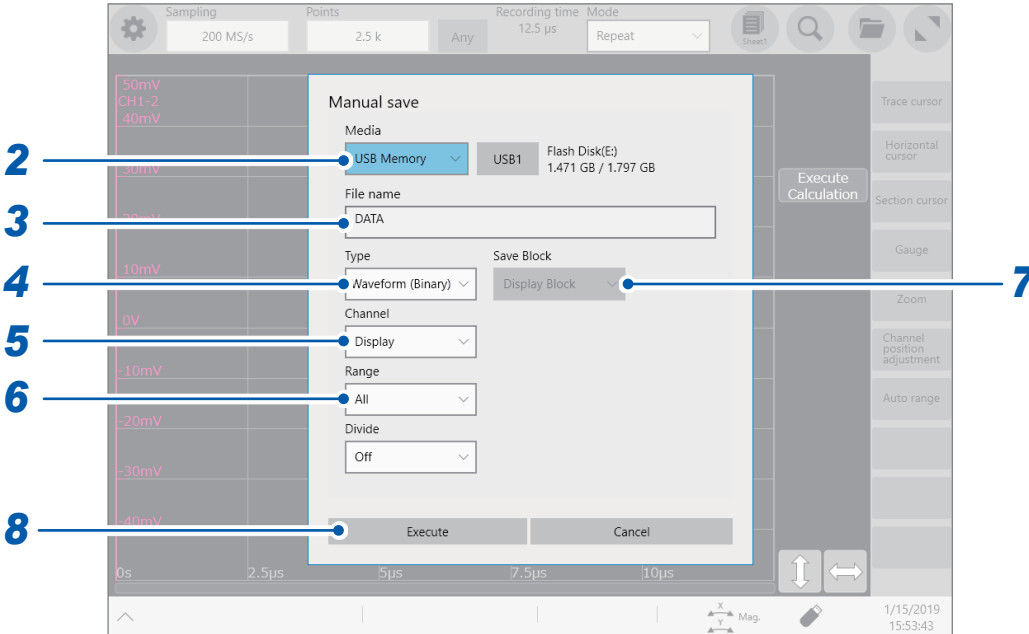 Sampling
Points
Recording time
Mode
200 MS/s
2.5 k
Any
12.5 µs
Repeat
Sheet1
50mV
CH1-2
40mV
30mV
20mV
10mV
0V
-10mV
-20mV
-30mV
-40mV
0s
2.5µs
5µs
7.5µs
10µs
Manual save
Media
2
USB Memory
USB1
Flash Disk(E:)
1.471 GB / 1.797 GB
File name
3
DATA
Type
Save Block
4
Waveform (Binary)
Display Block
7
Channel
5
Display
Range
6
All
Divide
Off
8
Execute
Cancel
Execute
Calculation
Trace cursor
Horizontal
cursor
Section cursor
Gauge
Zoom
Channel
position
adjustment
Auto range
X
Y
Mag.
1/15/2019
15:53:43